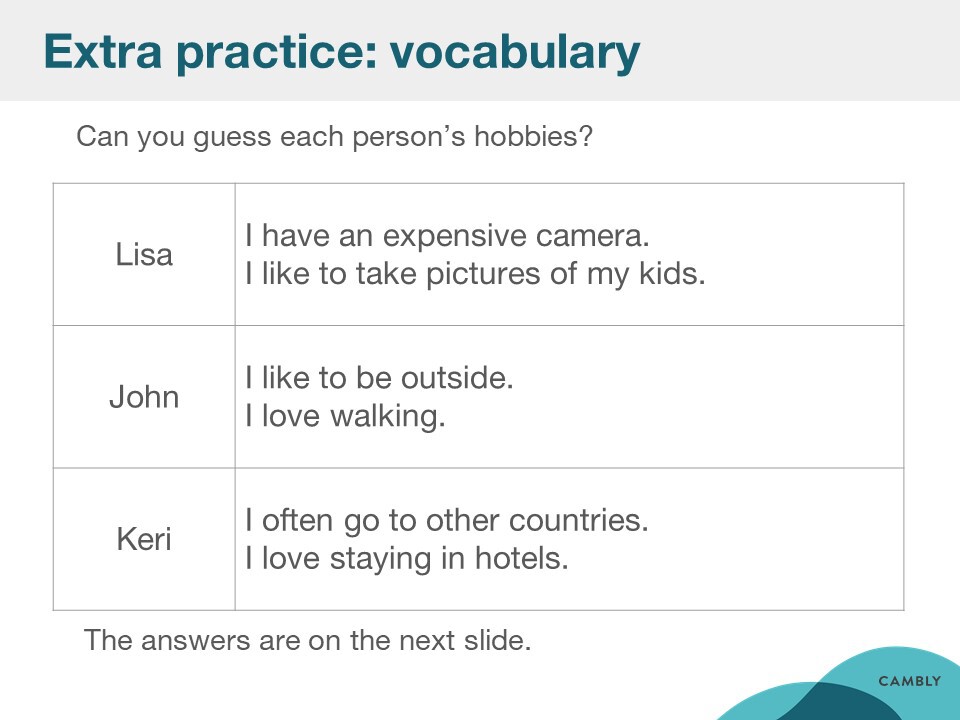 Extra practice: vocabulary
Can you guess each person’s hobbies?
Lisa
I have an expensive camera.
I like to take pictures of my kids.
John
I like to be outside.
I love walking.
Keri
I often go to other countries.
I love staying in hotels.
The answers are on the next slide.
CAMBLY